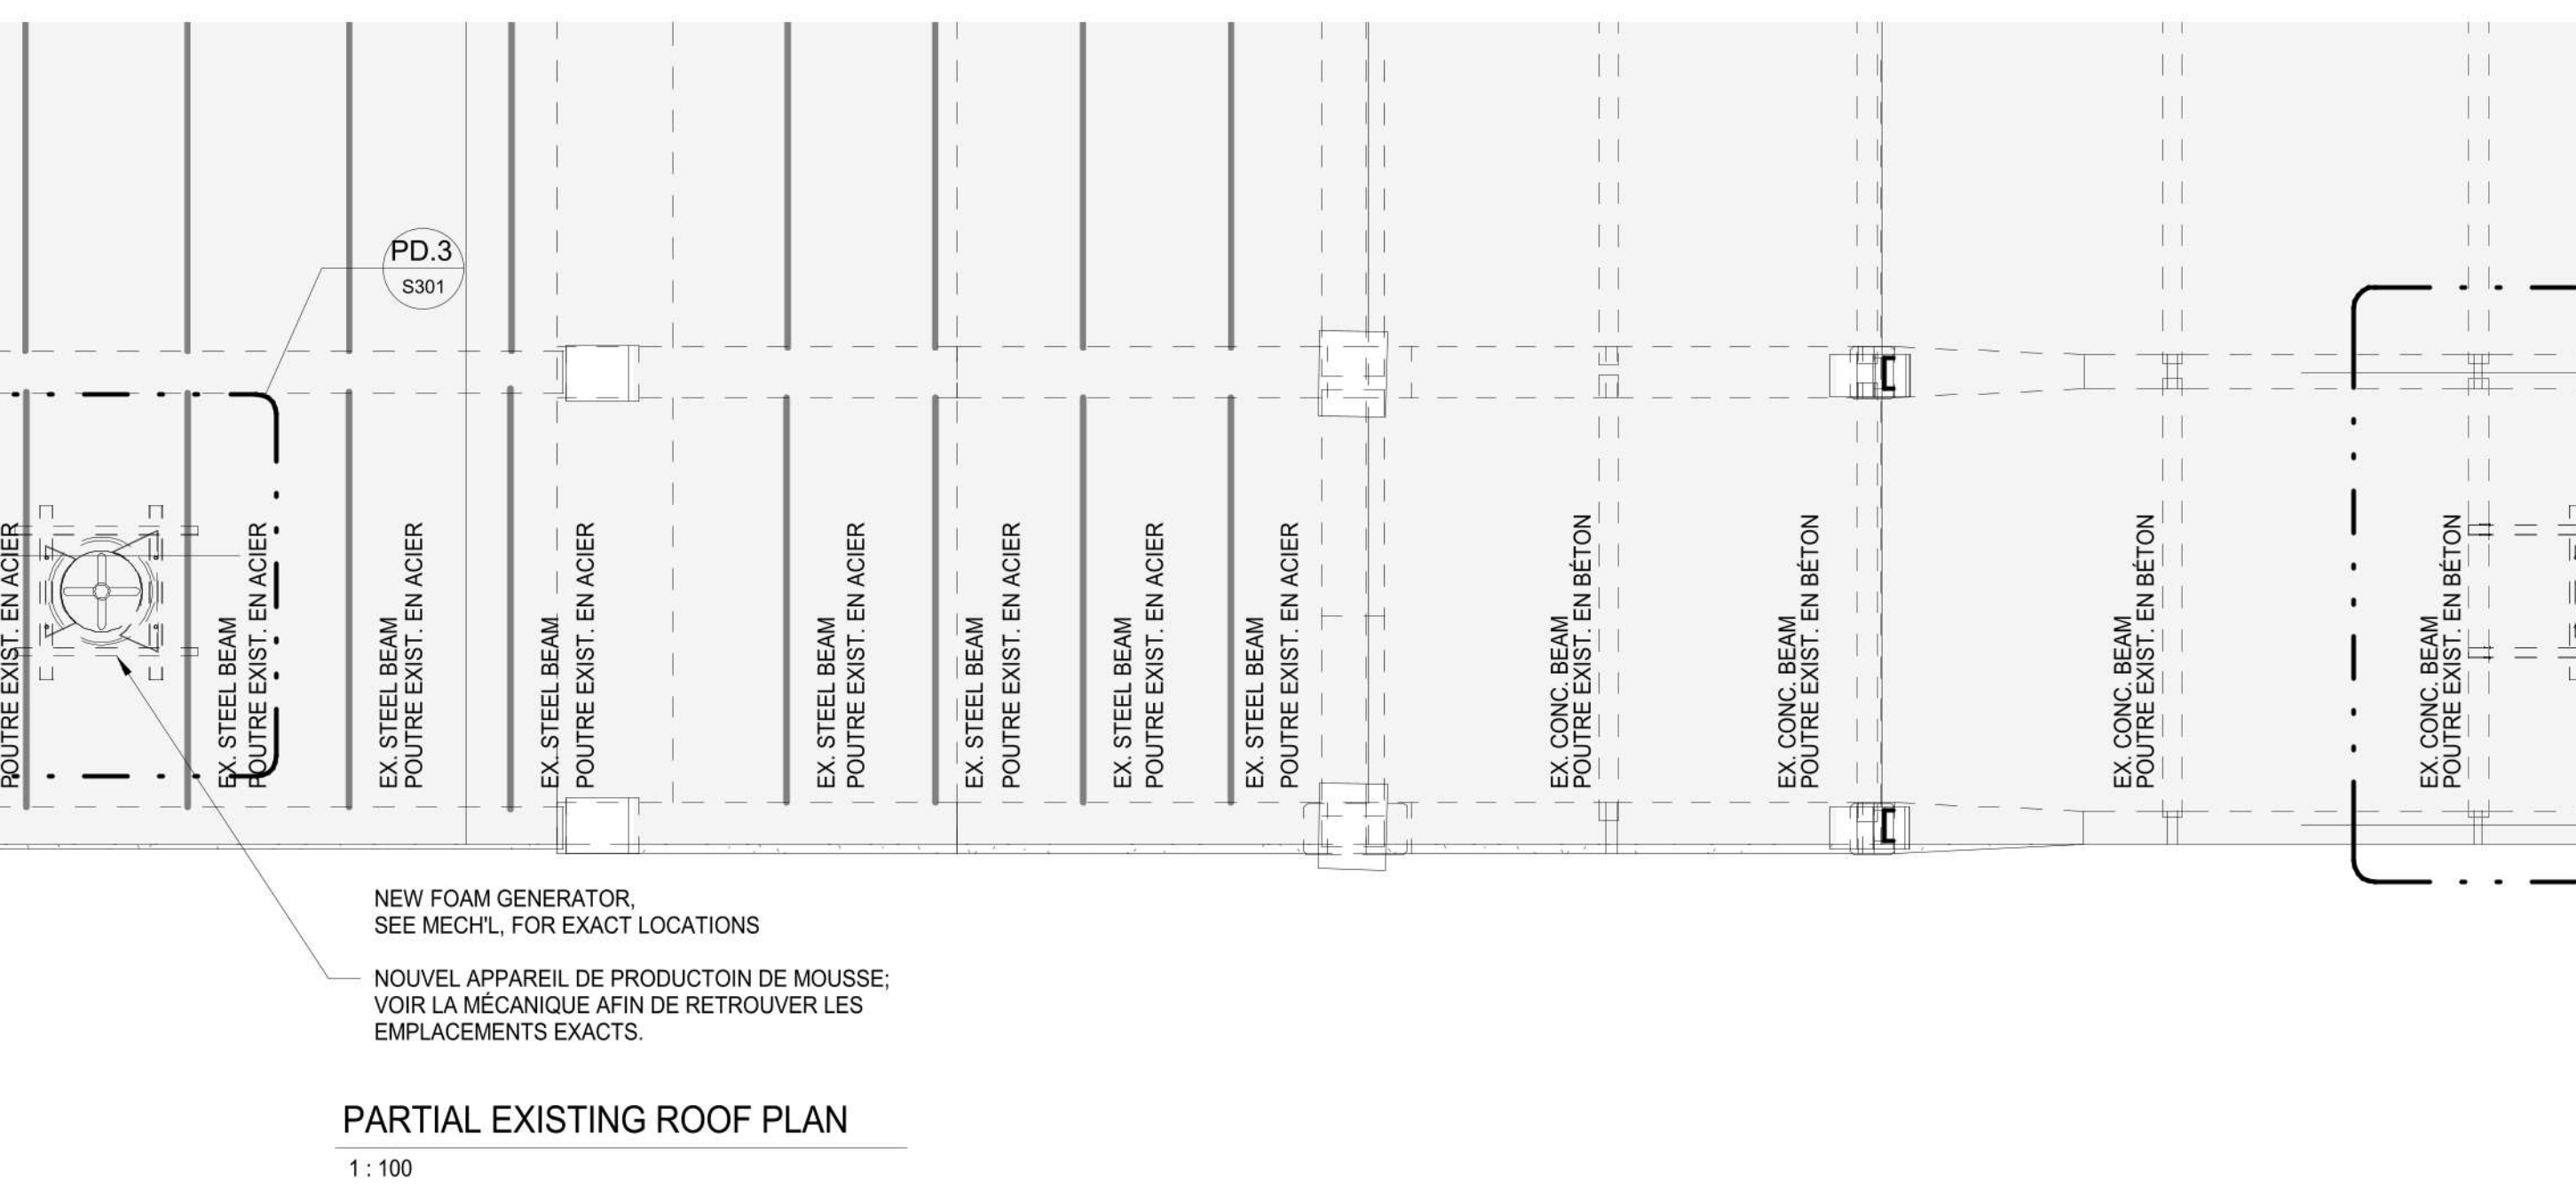 PD.3
S301
POUTRE EXIST. EN ACIER
EX. STEEL BEAM
POUTRE EXIST. EN ACIER
EX. STEEL BEAM
POUTRE EXIST. EN ACIER
EX. STEEL BEAM
POUTRE EXIST. EN ACIER
EX. STEEL BEAM
POUTRE EXIST. EN ACIER
EX. STEEL BEAM
POUTRE EXIST. EN ACIER
EX. STEEL BEAM
POUTRE EXIST. EN ACIER
EX. STEEL BEAM
POUTRE EXIST. EN ACIER
EX. CONC. BEAM
POUTRE EXIST. EN BÉTON
EX. CONC. BEAM
POUTRE EXIST. EN BÉTON
EX. CONC. BEAM
POUTRE EXIST. EN BÉTON
EX. CONC. BEAM
POUTRE EXIST. EN BÉTON
NEW FOAM GENERATOR,
SEE MECH'L, FOR EXACT LOCATIONS
NOUVEL APPAREIL DE PRODUCTOIN DE MOUSSE;
VOIR LA MÉCANIQUE AFIN DE RETROUVER LES
EMPLACEMENTS EXACTS.
PARTIAL EXISTING ROOF PLAN
1 : 100